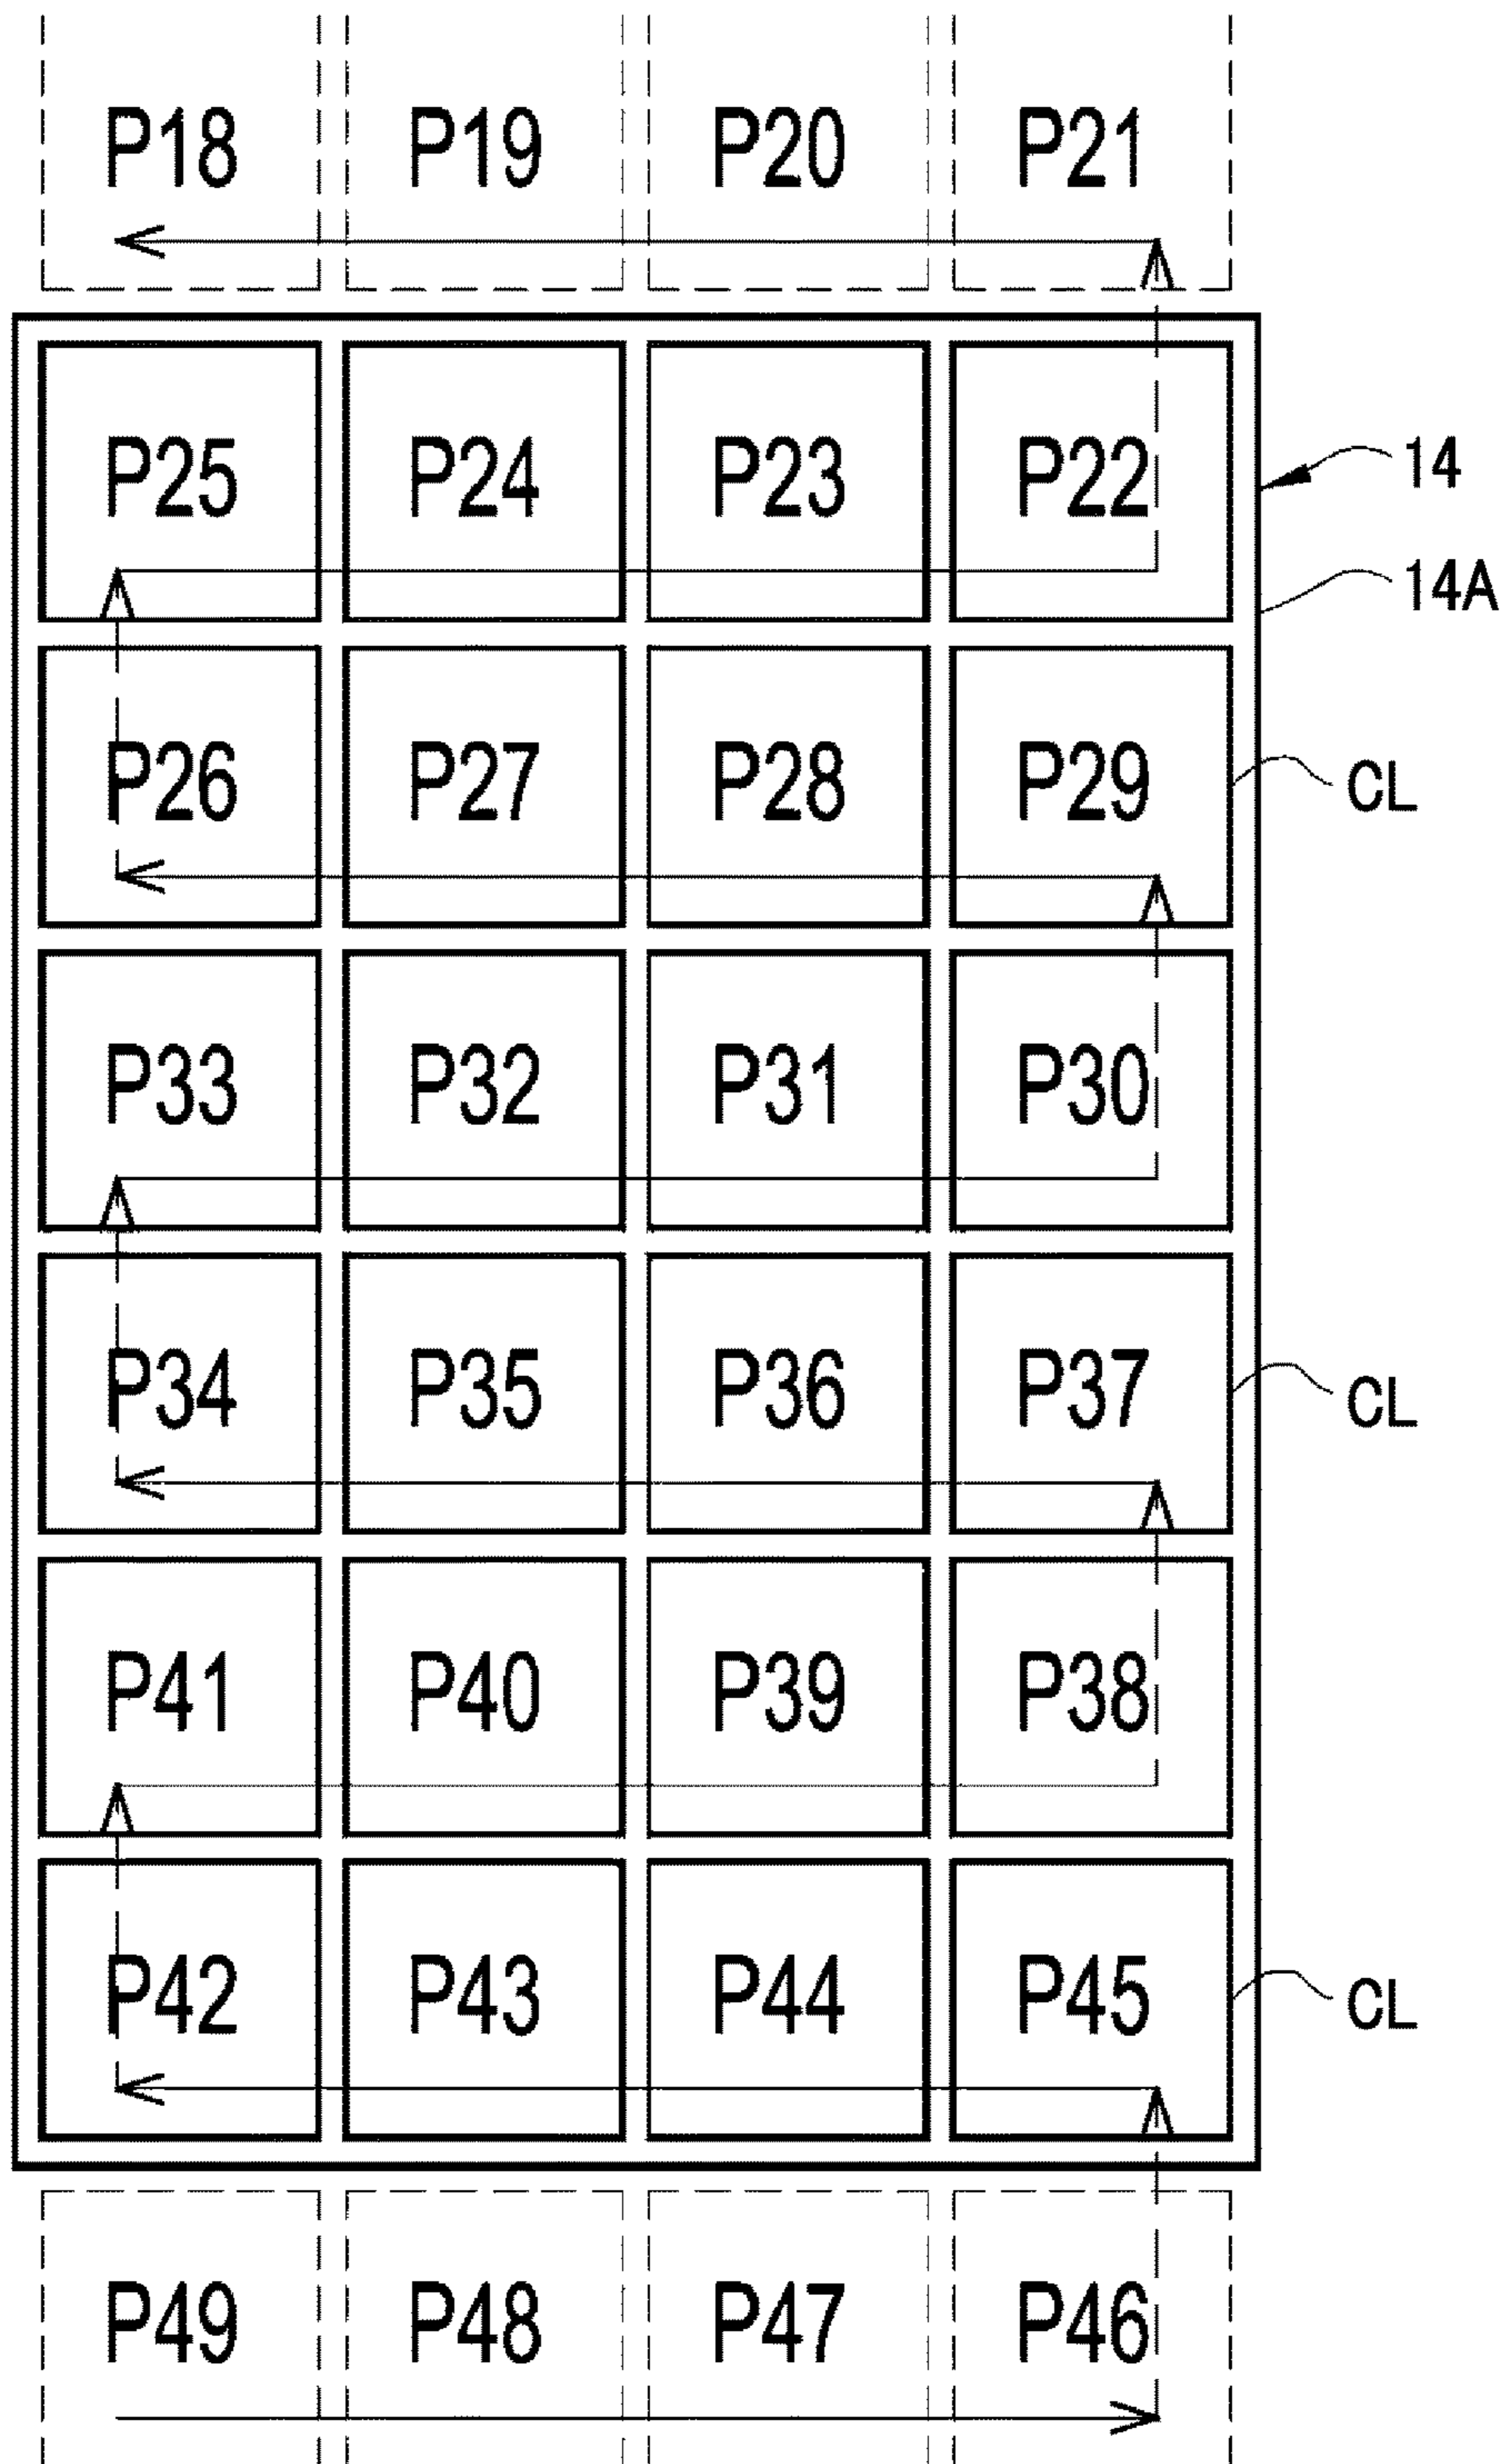 P18 P19 P20 P21
P25 P24 P23 P22
14
14A
P26 P27 P28 P29
CL
P33 P32 P31 P30
P34 P35 P36 P37
CL
P41 P40 P39 P38
P42 P43 P44 P45
CL
P49 P48 P47 P46